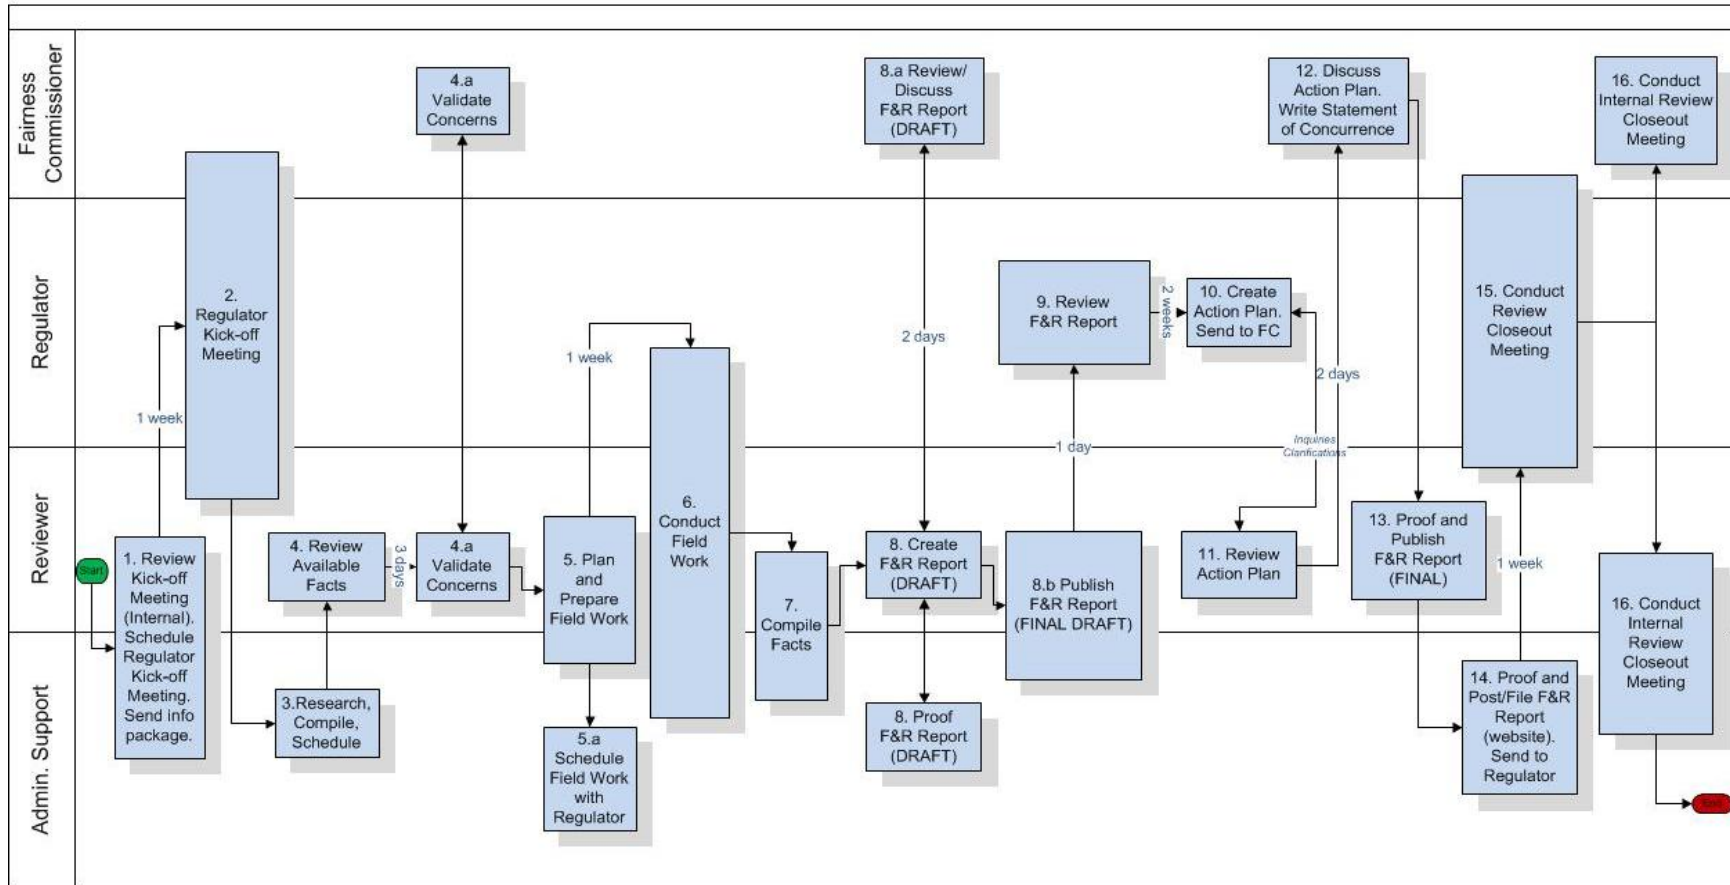 Fairness
Commissioner
Regulator
Reviewer
Admin. Support
Start
1. Review
Kick-off
Meeting
(Internal).
Schedule
Regulator
Kick-off
Meeting.
Send info
package.
1 week
2.
Regulator
Kick-off
Meeting
3.Research,
Compile,
Schedule
4. Review
Available
Facts
3 days
4.a
Validate
Concerns
4.a
Validate
Concerns
5. Plan
and
Prepare
Field Work
5.a
Schedule
Field Work
with
Regulator
1 week
6.
Conduct
Field
Work
7.
Compile
Facts
8.a Review/
Discuss
F&R Report
(DRAFT)
2 days
8. Create
F&R Report
(DRAFT)
8. Proof
F&R Report
(DRAFT)
8.b Publish
F&R Report
(FINAL DRAFT)
1 day
9. Review
F&R Report
2 weeks
10. Create
Action Plan.
Send to FC
Inquiries
Clarifications
11. Review
Action Plan
2 days
12. Discuss
Action Plan.
Write Statement
of Concurrence
13. Proof and
Publish
F&R Report
(FINAL)
14. Proof and
Post/File F&R
Report
(website).
Send to
Regulator
1 week
15. Conduct
Review
Closeout
Meeting
16. Conduct
Internal Review
Closeout
Meeting
16. Conduct
Internal
Review
Closeout
Meeting
End